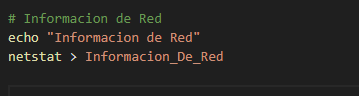 # Informacion de Red
echo "Informacion de Red"
netstat > Informacion_De_Red